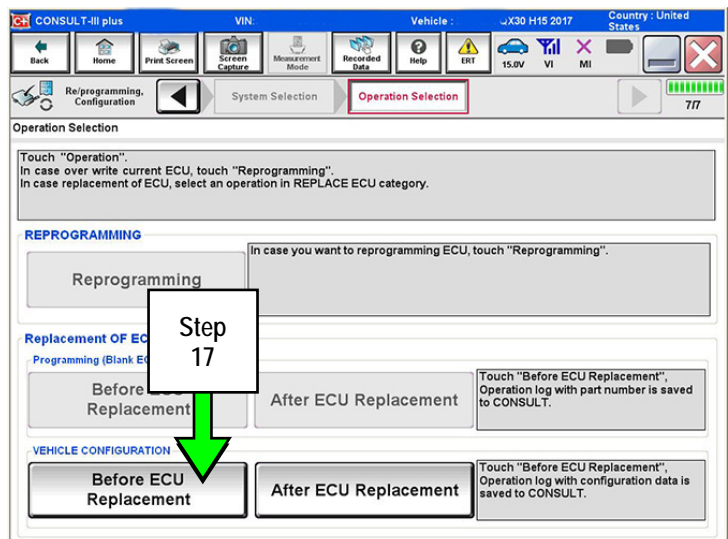 CONSULT-III plus
VIN:
Vehicle :
QX30 H15 2017
Country : United States
Back
Home
Print Screen
Screen Capture
Measurement Mode
Recorded Data
Help
ERT
15.0V
VI
MI
Re/programming, Configuration
System Selection
Operation Selection
7/7
Operation Selection
Touch "Operation".
In case over write current ECU, touch "Reprogramming".
In case replacement of ECU, select an operation in REPLACE ECU category.
REPROGRAMMING
Reprogramming
In case you want to reprogramming ECU, touch "Reprogramming".
Step
17
Replacement OF EC
Programming (Blank EC
Before ECU
Replacement
After ECU Replacement
Touch "Before ECU Replacement",
Operation log with part number is saved
to CONSULT.
VEHICLE CONFIGURATION
Before ECU
Replacement
After ECU Replacement
Touch "Before ECU Replacement",
Operation log with configuration data is
saved to CONSULT.